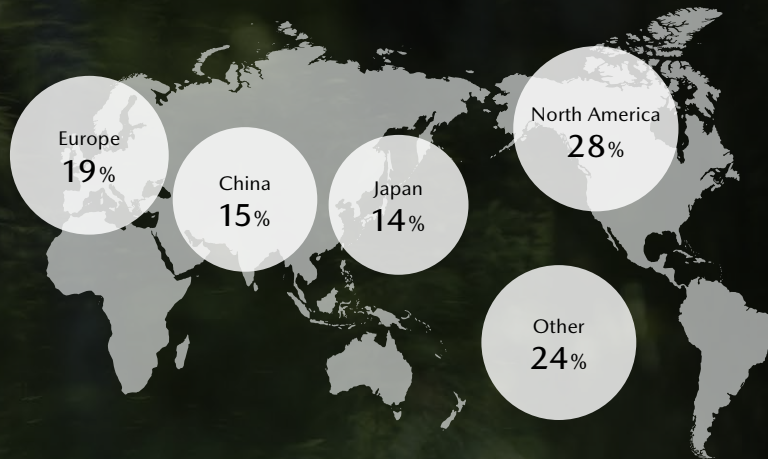 Europe
19%
China
15%
Japan
14%
North America
28%
Other
24%